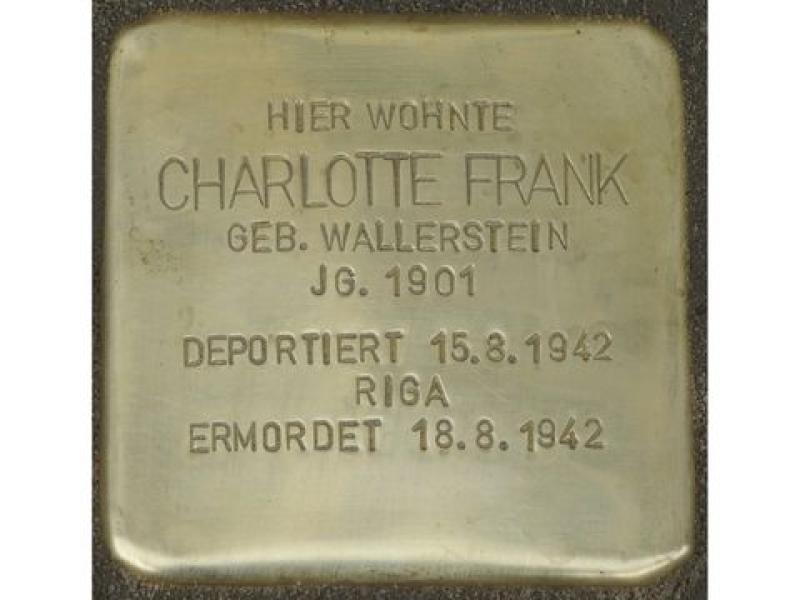 HIER WOHNTE
CHARLOTTE FRANK
GEB. WALLERSTEIN
JG. 1901
DEPORTIERT 15.8.1942
RIGA
ERMORDET 18.8.1942